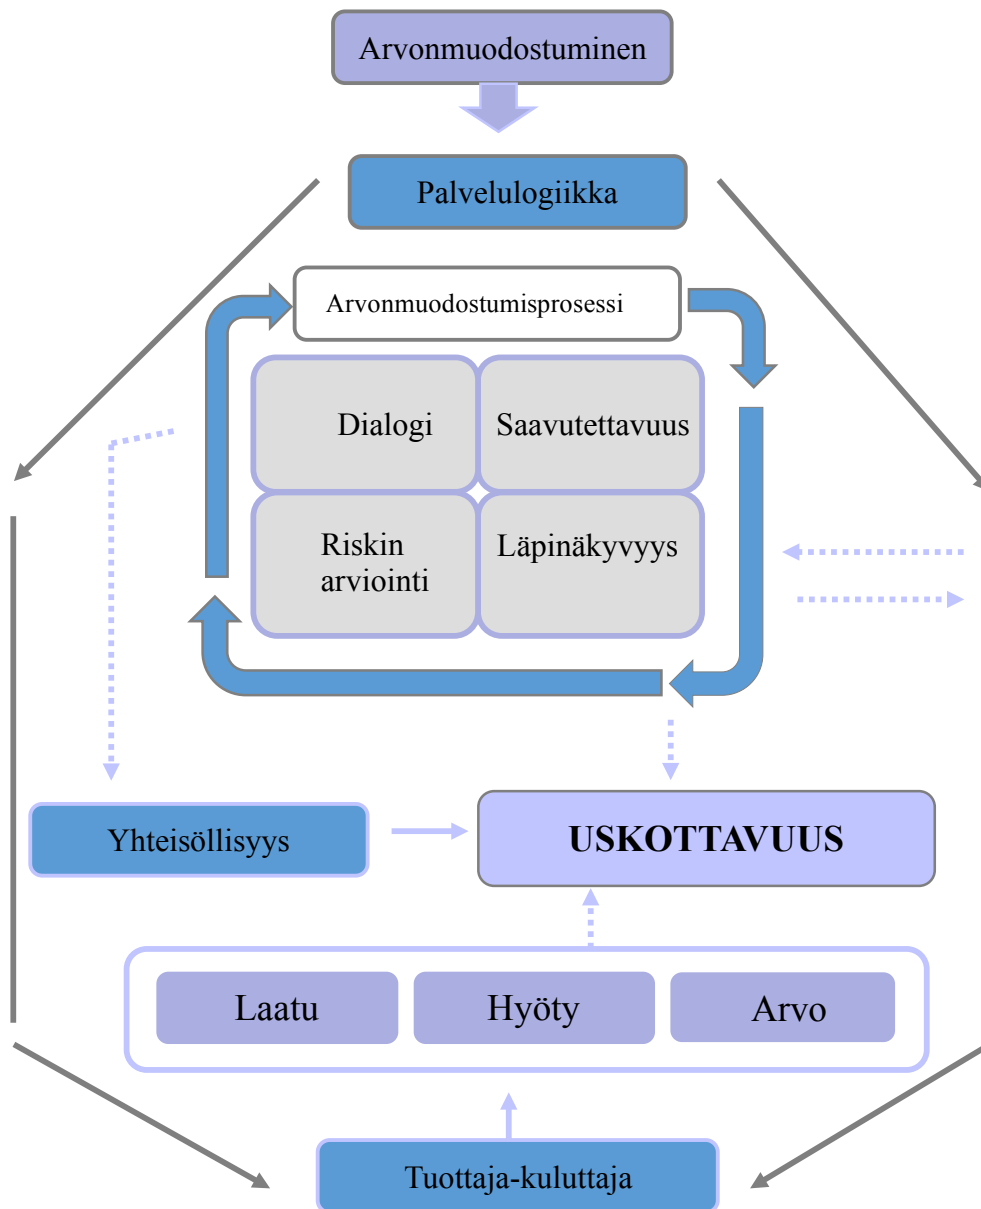 Arvonmuodostuminen
Palvelulogiikka
Arvonmuodostumisprosessi
Dialogi
Saavutettavuus
Riskin
arviointi
Läpinäkyvyys
Yhteisöllisyys
USKOTTAVUUS
Laatu
Hyöty
Arvo
Tuottaja-kuluttaja